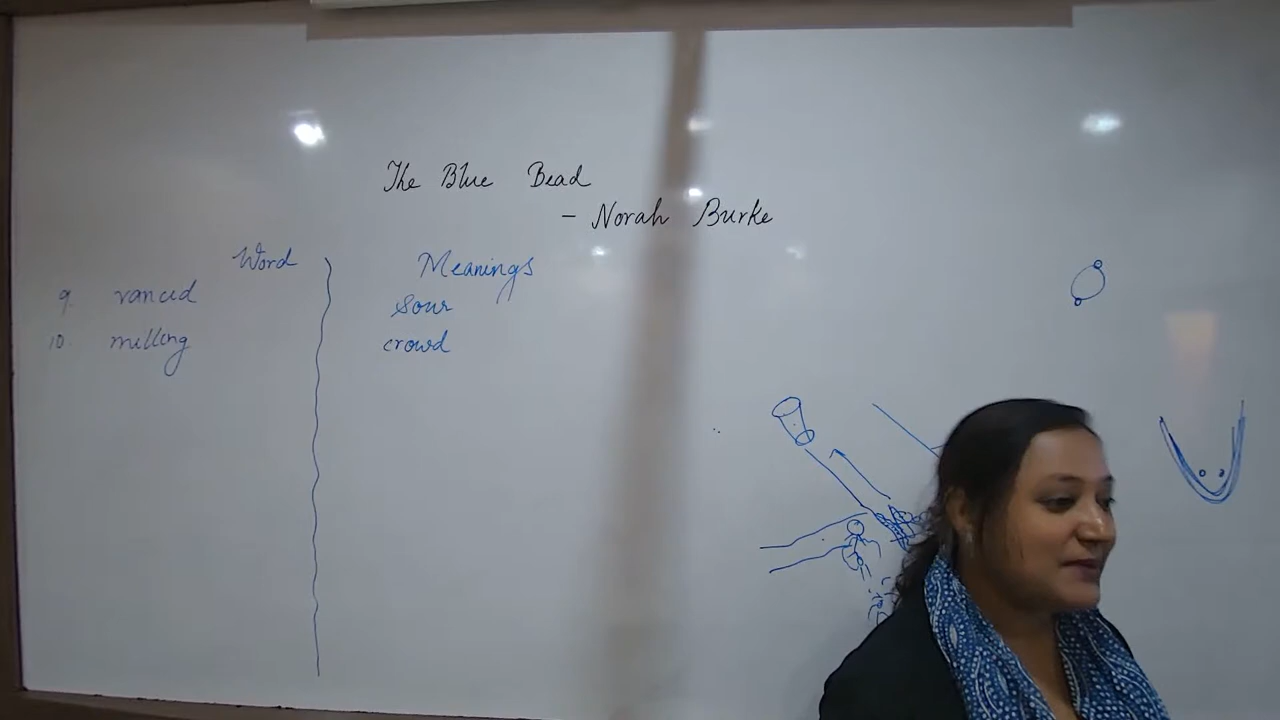 The Blue Bead
- Norah Burke
Word Meanings
9. rancid sour
10. milling crowd